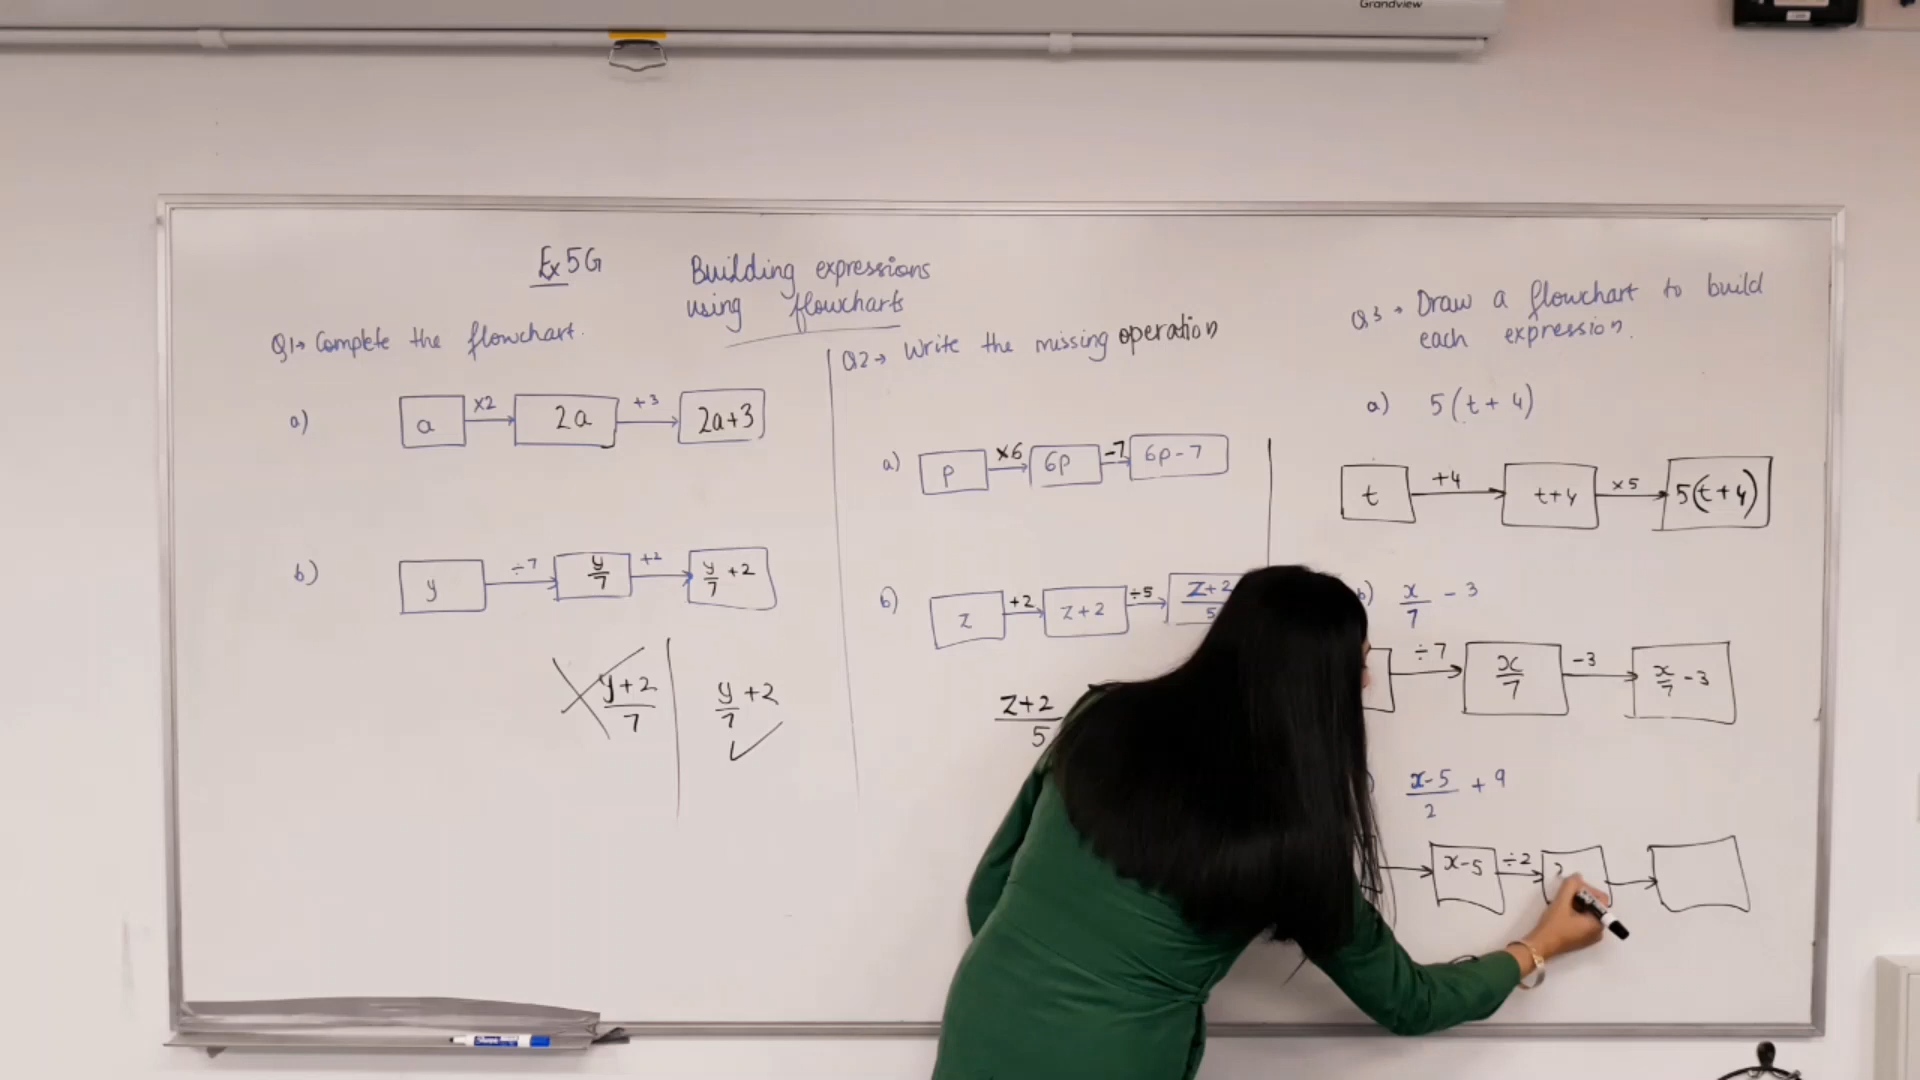 Grandview
Ex 5G
Building expressions
using flowcharts
Q1→ Complete the flowchart.
a)
a ×2 2a +3 2a+3
b)
y ÷7 y/7 +2 y/7 +2
y+2/7
y/7 +2 ✓
Q2→ Write the missing operation
a) p ×6 6p -7 6p-7
b) z +2 z+2 ÷5 z+2/5
z+2/5
Q3→ Draw a flowchart to build
each expression.
a) 5(t+4)
t +4 t+4 ×5 5(t+4)
b) x/7 - 3
÷7 x/7 -3 x/7 -3
x-5/2 + 9
x-5 ÷2